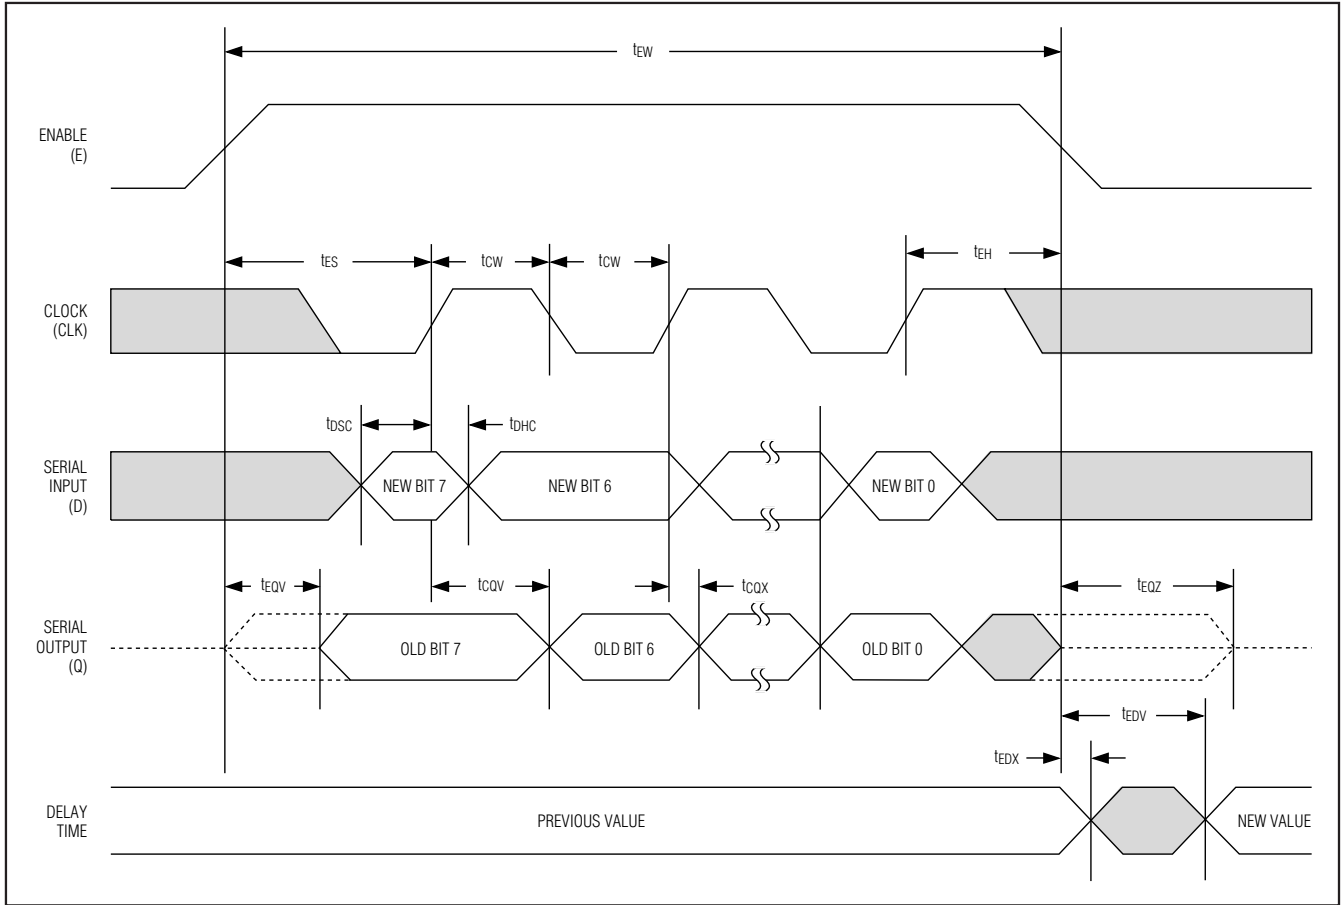 tEW
ENABLE
(E)
tES
tCW
tCW
tEH
CLOCK
(CLK)
tDSC
tDHC
SERIAL
INPUT
(D)
NEW BIT 7
NEW BIT 6
NEW BIT 0
tEQV
tCQV
tCQX
tEQZ
SERIAL
OUTPUT
(Q)
OLD BIT 7
OLD BIT 6
OLD BIT 0
tEDV
tEDX
DELAY
TIME
PREVIOUS VALUE
NEW VALUE